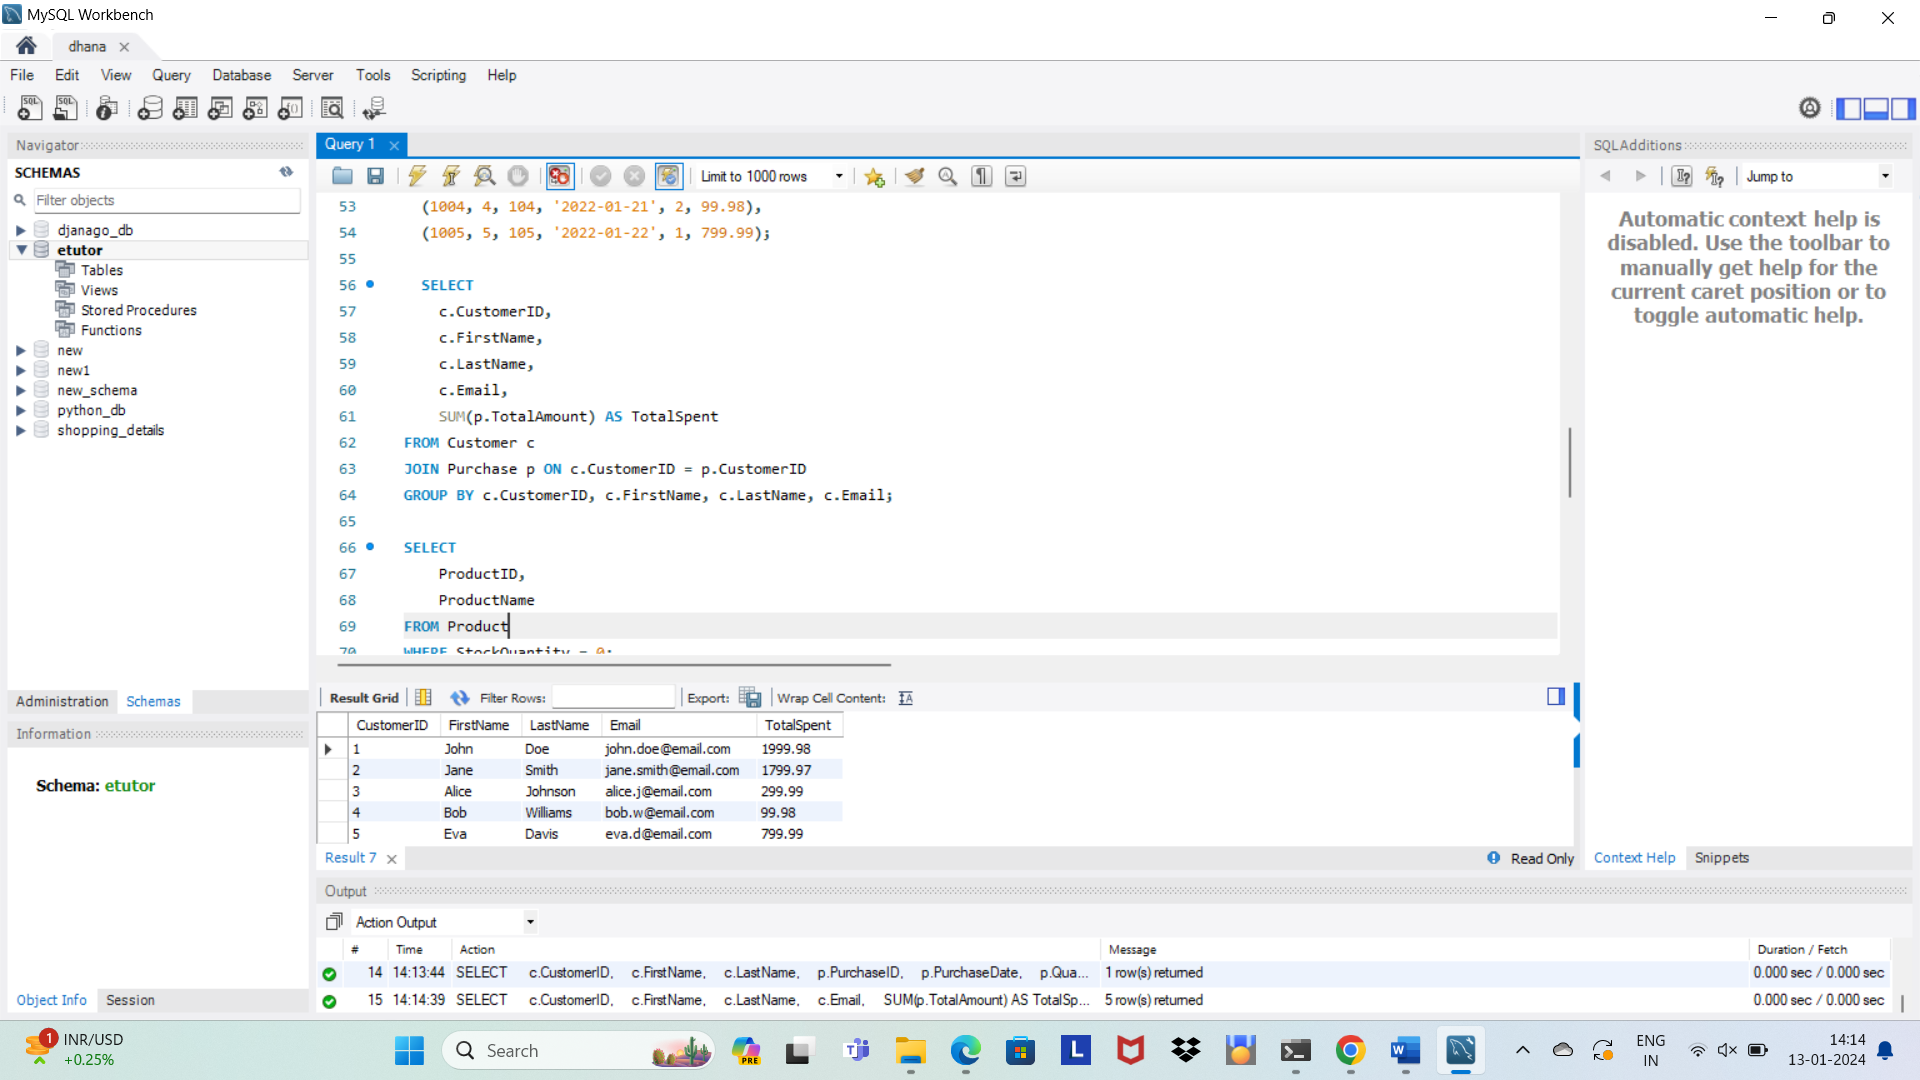 MySQL Workbench
dhana
File Edit View Query Database Server Tools Scripting Help
Navigator
SCHEMAS
Filter objects
djanago_db
etutor
Tables
Views
Stored Procedures
Functions
new
new1
new_schema
python_db
shopping_details
Administration Schemas
Information
Schema: etutor
Object Info Session
Query 1
Limit to 1000 rows
53 (1004, 4, 104, '2022-01-21', 2, 99.98),
54 (1005, 5, 105, '2022-01-22', 1, 799.99);
55
56 SELECT
57 c.CustomerID,
58 c.FirstName,
59 c.LastName,
60 c.Email,
61 SUM(p.TotalAmount) AS TotalSpent
62 FROM Customer c
63 JOIN Purchase p ON c.CustomerID = p.CustomerID
64 GROUP BY c.CustomerID, c.FirstName, c.LastName, c.Email;
65
66 SELECT
67 ProductID,
68 ProductName
69 FROM Product
70 WHERE StockQuantity = 0;
Result Grid Filter Rows: Export: Wrap Cell Content:
CustomerID FirstName LastName Email TotalSpent
1 John Doe john.doe@email.com 1999.98
2 Jane Smith jane.smith@email.com 1799.97
3 Alice Johnson alice.j@email.com 299.99
4 Bob Williams bob.w@email.com 99.98
5 Eva Davis eva.d@email.com 799.99
Result 7
Read Only
SQLAdditions
Jump to
Automatic context help is
disabled. Use the toolbar to
manually get help for the
current caret position or to
toggle automatic help.
Context Help Snippets
Output
Action Output
# Time Action Message Duration / Fetch
14 14:13:44 SELECT c.CustomerID, c.FirstName, c.LastName, p.PurchaseID, p.PurchaseDate, p.Qua... 1 row(s) returned 0.000 sec / 0.000 sec
15 14:14:39 SELECT c.CustomerID, c.FirstName, c.LastName, c.Email, SUM(p.TotalAmount) AS TotalSp... 5 row(s) returned 0.000 sec / 0.000 sec
1
INR/USD
+0.25%
Search
PRE
ENG
IN
14:14
13-01-2024